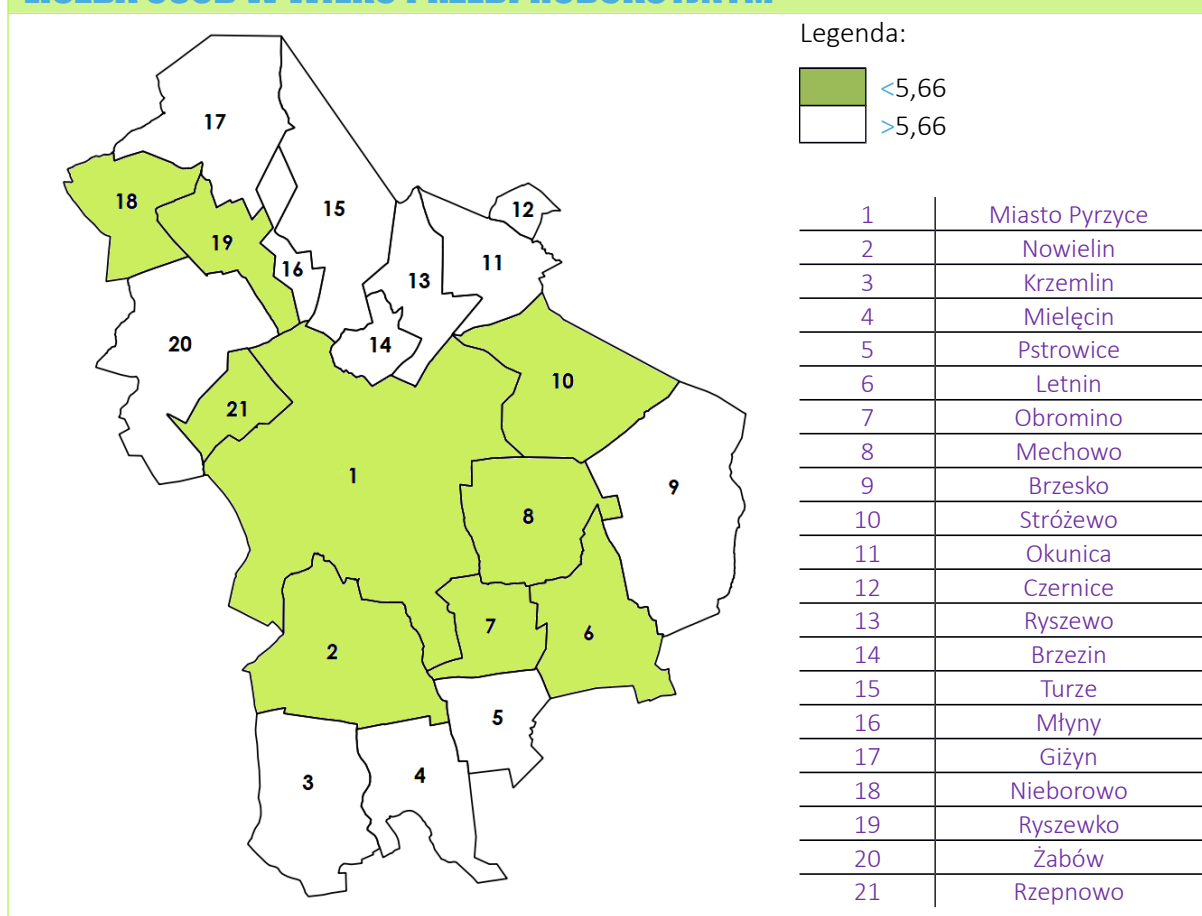 Legenda:
<5,66
>5,66
17
18
15
12
19
16
11
13
20
14
10
21
1
9
8
7
6
2
5
4
3
1 Miasto Pyrzyce
2 Nowielin
3 Krzemlin
4 Mielęcin
5 Pstrowice
6 Letnin
7 Obromino
8 Mechowo
9 Brzesko
10 Stróżewo
11 Okunica
12 Czernice
13 Ryszewo
14 Brzezin
15 Turze
16 Młyny
17 Giżyn
18 Nieborowo
19 Ryszewko
20 Żabów
21 Rzepnowo